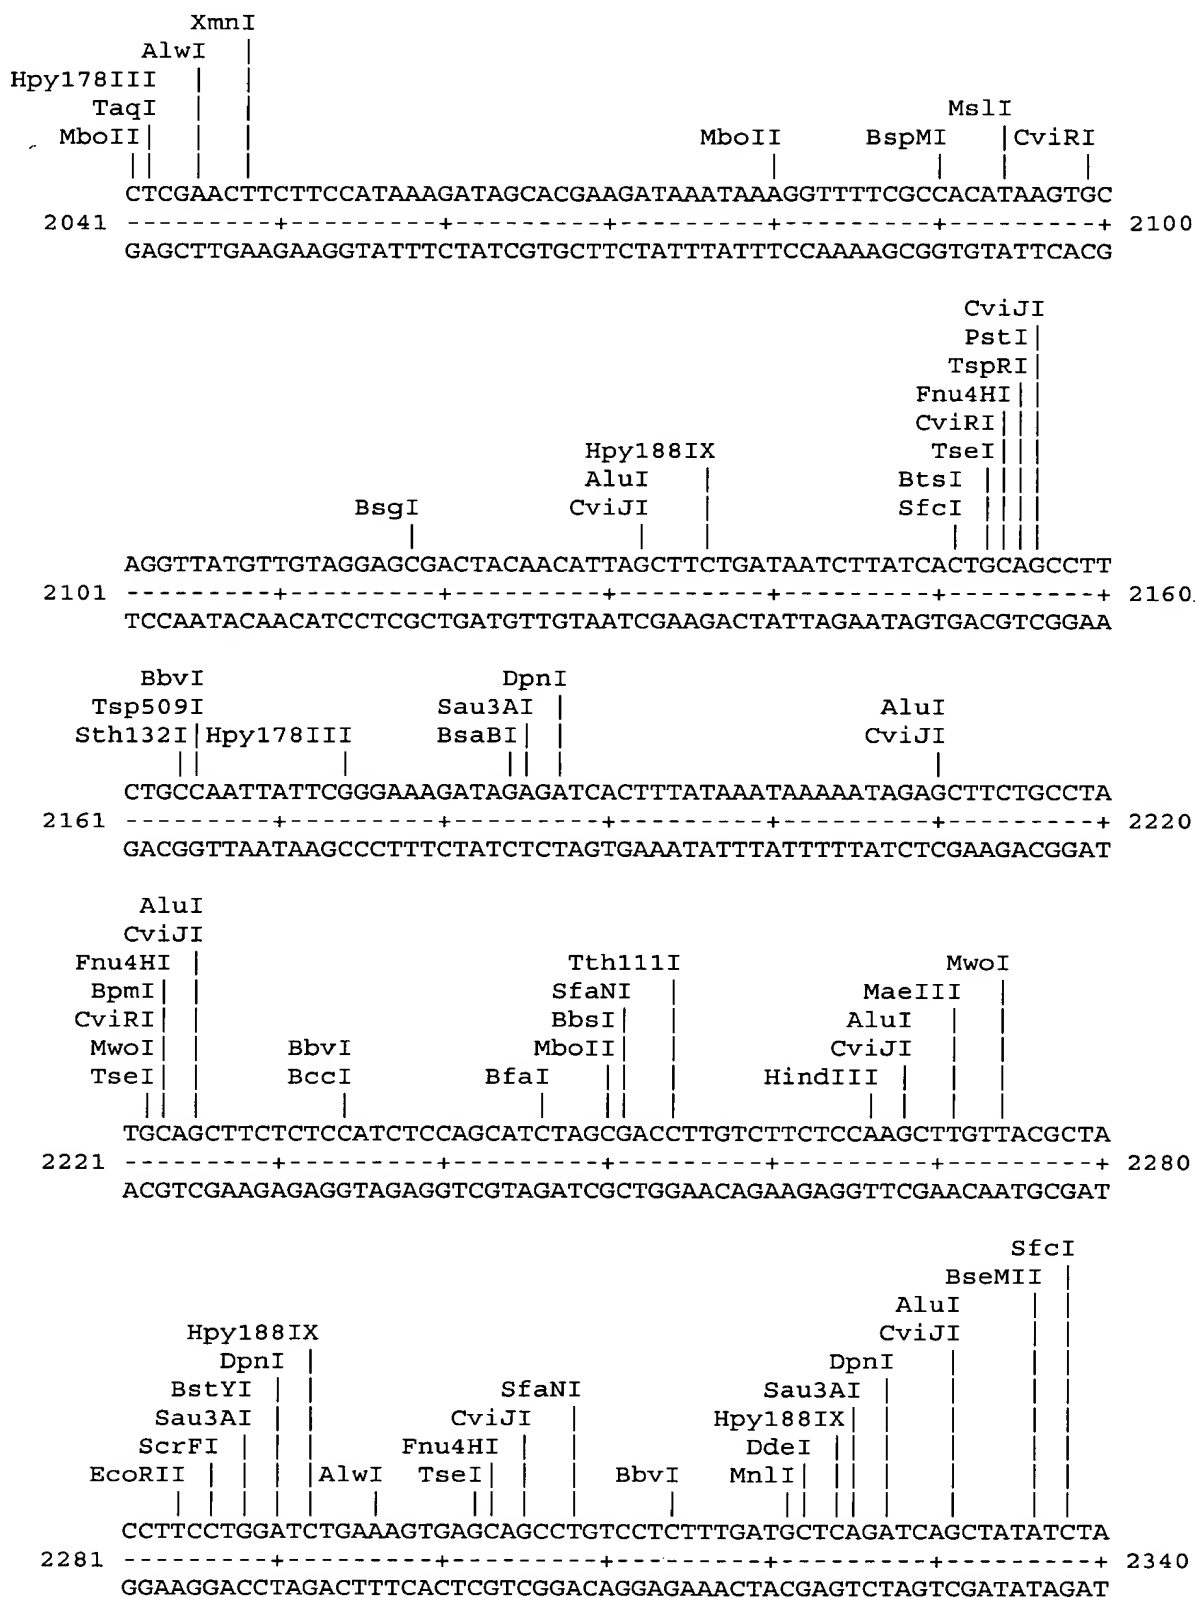 XmnI
AlwI
Hpy178III
TaqI MslI
MboII MboII BspMI CviRI
CTCGAACTTCTTCCATAAAGATAGCACGAAGATAAATAAAGGTTTTCGCCACATAAGTGC
2041 ---------+---------+---------+---------+---------+---------+ 2100
GAGCTTGAAGAAGGTATTTCTATCGTGCTTCTATTTATTTCCAAAAGCGGTGTATTCACG
CviJI
PstI
TspRI
Fnu4HI
CviRI
Hpy188IX TseI
AluI BtsI
BsgI CviJI SfcI
AGGTTATGTTGTAGGAGCGACTACAACATTAGCTTCTGATAATCTTATCACTGCAGCCTT
2101 ---------+---------+---------+---------+---------+---------+ 2160
TCCAATACAACATCCTCGCTGATGTTGTAATCGAAGACTATTAGAATAGTGACGTCGGAA
BbvI DpnI
Tsp509I Sau3AI AluI
Sth132I Hpy178III BsaBI CviJI
CTGCCAATTATTCGGGAAAGATAGAGATCACTTTATAAATAAAAATAGAGCTTCTGCCTA
2161 ---------+---------+---------+---------+---------+---------+ 2220
GACGGTTAATAAGCCCTTTCTATCTCTAGTGAAATATTTATTTTTATCTCGAAGACGGAT
AluI
CviJI
Fnu4HI Tth111I MwoI
BpmI SfaNI MaeIII
CviRI BbsI AluI
MwoI BbvI MboII CviJI
TseI BccI BfaI HindIII
TGCAGCTTCTCTCCATCTCCAGCATCTAGCGACCTTGTCTTCTCCAAGCTTGTTACGCTA
2221 ---------+---------+---------+---------+---------+---------+ 2280
ACGTCGAAGAGAGGTAGAGGTCGTAGATCGCTGGAACAGAAGAGGTTCGAACAATGCGAT
SfcI
BseMII
AluI
Hpy188IX CviJI
DpnI DpnI
BstYI SfaNI Sau3AI
Sau3AI CviJI Hpy188IX
ScrFI Fnu4HI DdeI
EcoRII AlwI TseI BbvI MnlI
CCTTCCTGGATCTGAAAGTGAGCAGCCTGTCCTCTTTGATGCTCAGATCAGCTATATCTA
2281 ---------+---------+---------+---------+---------+---------+ 2340
GGAAGGACCTAGACTTTCACTCGTCGGACAGGAGAAACTACGAGTCTAGTCGATATAGAT